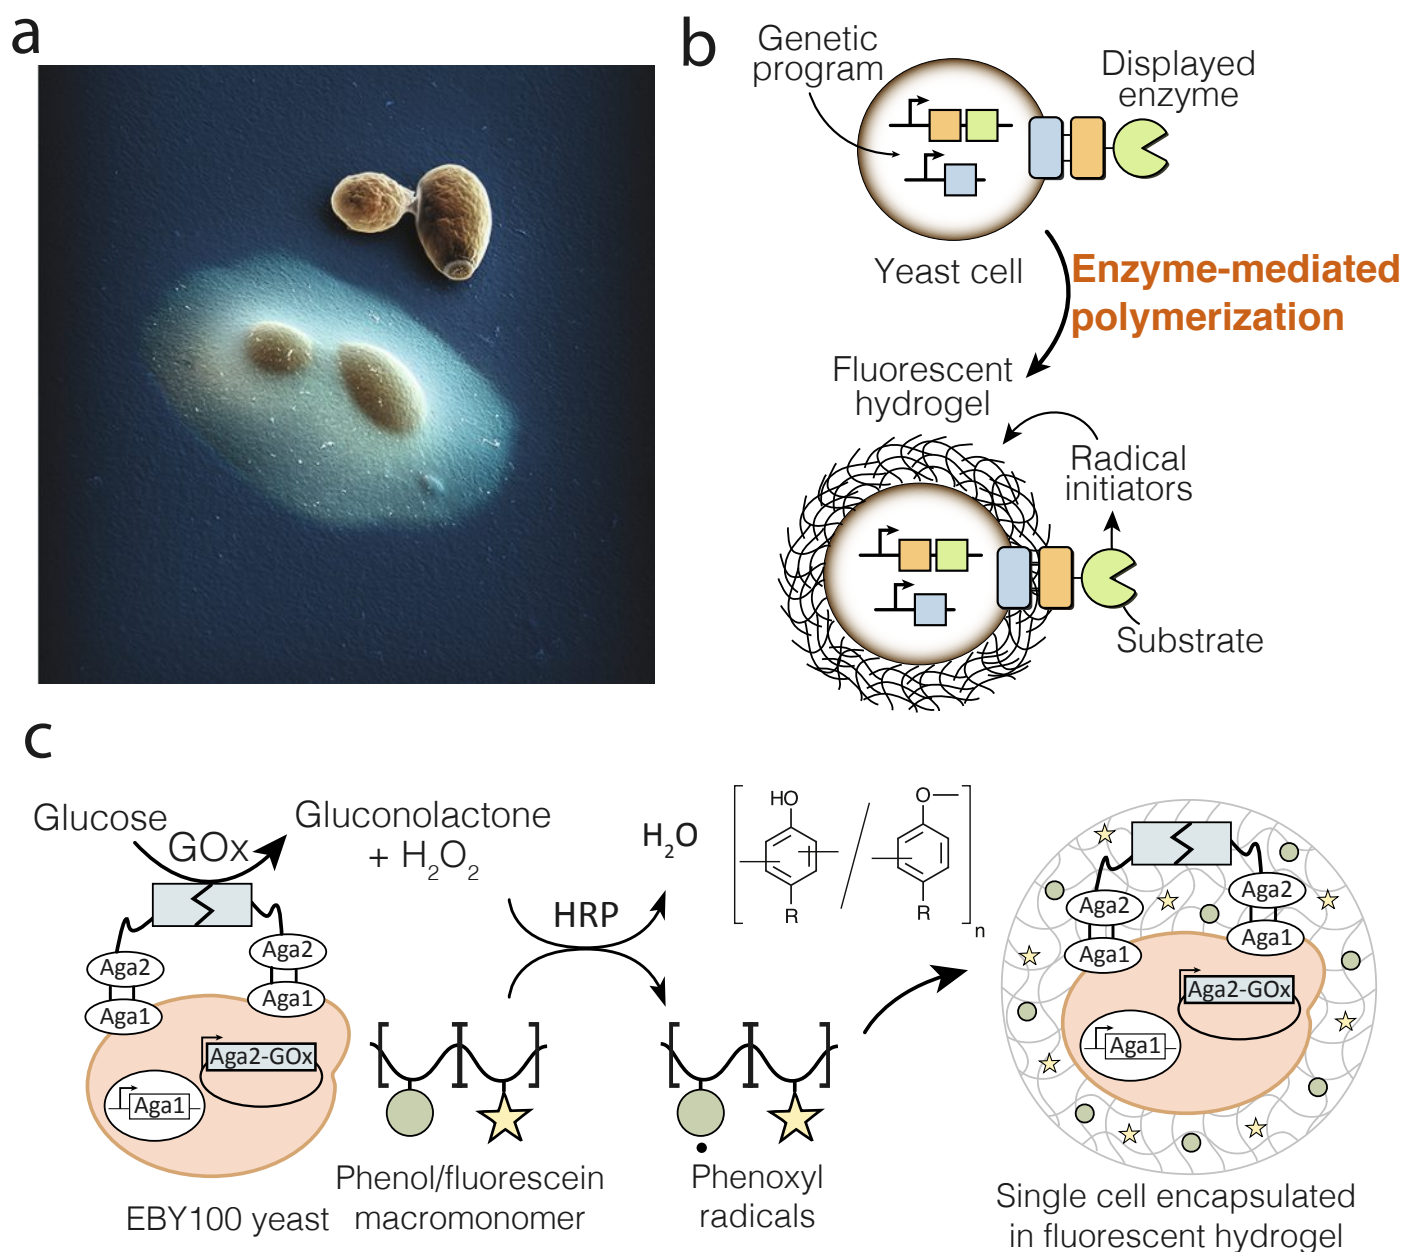 a
b
Genetic
program
Displayed
enzyme
Yeast cell
Enzyme-mediated
polymerization
Fluorescent
hydrogel
Radical
initiators
Substrate
c
Glucose
GOx
Gluconolactone
+ H₂O₂
Aga2
Aga2
Aga1
Aga1
Aga2-GOx
Aga1
EBY100 yeast
HRP
H₂O
HO
R
O
R
n
Phenol/fluorescein
macromonomer
Phenoxyl
radicals
Aga2
Aga2
Aga1
Aga1
Aga2-GOx
Aga1
Single cell encapsulated
in fluorescent hydrogel